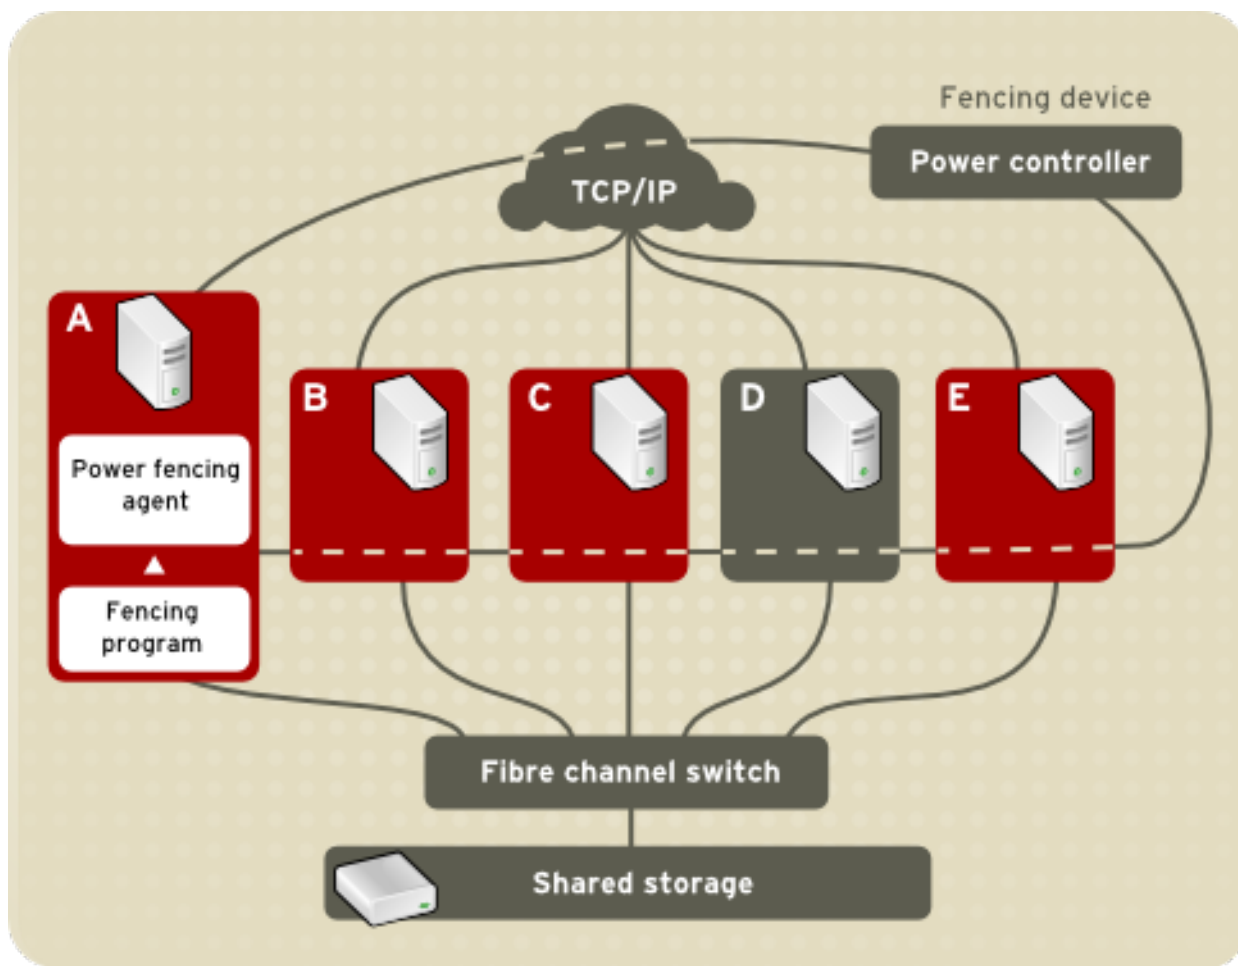 Fencing device
Power controller
TCP/IP
A
B
C
D
E
Power fencing
agent
Fencing
program
Fibre channel switch
Shared storage